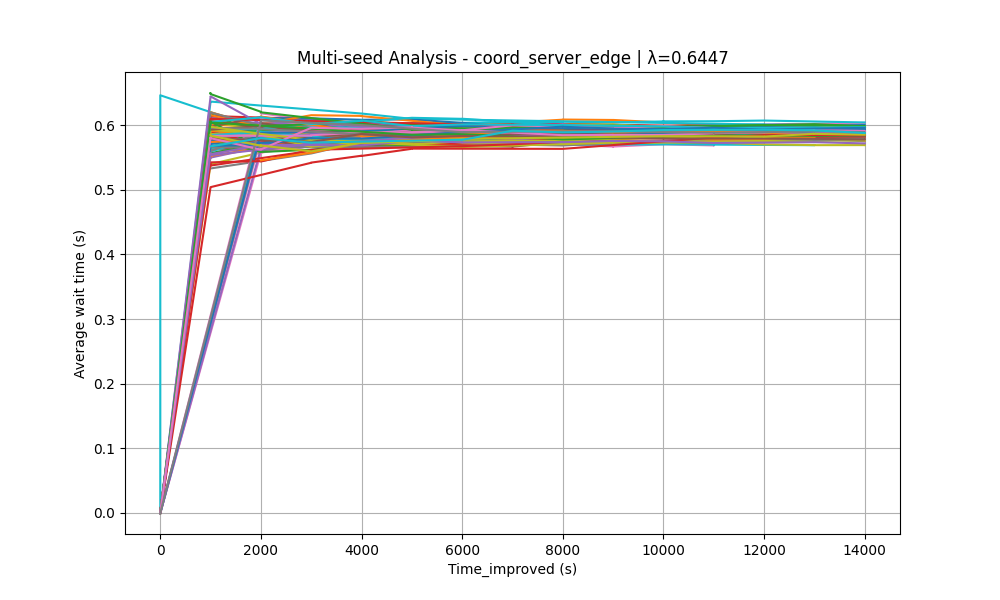 Multi-seed Analysis - coord_server_edge | λ=0.6447
Average wait time (s)
0.6
0.5
0.4
0.3
0.2
0.1
0.0
0 2000 4000 6000 8000 10000 12000 14000
Time_improved (s)